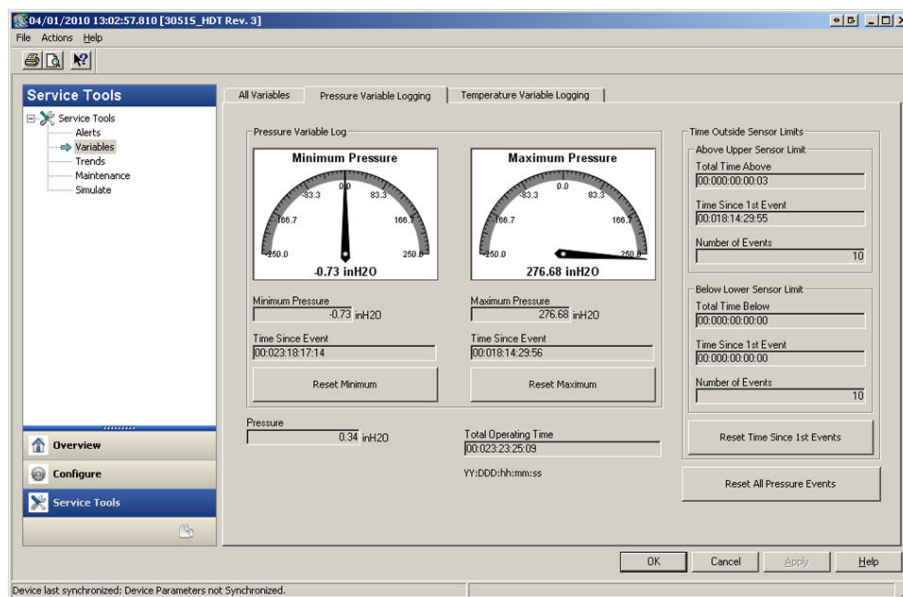 04/01/2010 13:02:57.810 [3051S_HDT Rev. 3]
File Actions Help
Service Tools
Service Tools
Alerts
Variables
Trends
Maintenance
Simulate
Overview
Configure
Service Tools
All Variables
Pressure Variable Logging
Temperature Variable Logging
Pressure Variable Log
Minimum Pressure
0.0
-83.3 83.3
-166.7 166.7
-250.0 250.0
-0.73 inH2O
Minimum Pressure
-0.73 inH2O
Time Since Event
00:023:18:17:14
Reset Minimum
Maximum Pressure
0.0
-83.3 83.3
-166.7 166.7
-250.0 250.0
276.68 inH2O
Maximum Pressure
276.68 inH2O
Time Since Event
00:018:14:29:56
Reset Maximum
Pressure
0.34 inH2O
Total Operating Time
00:023:23:25:09
YY:DDD:hh:mm:ss
Time Outside Sensor Limits
Above Upper Sensor Limit
Total Time Above
00:000:00:00:03
Time Since 1st Event
00:018:14:29:55
Number of Events
10
Below Lower Sensor Limit
Total Time Below
00:000:00:00:00
Time Since 1st Event
00:000:00:00:00
Number of Events
10
Reset Time Since 1st Events
Reset All Pressure Events
OK
Cancel
Apply
Help
Device last synchronized: Device Parameters not Synchronized.